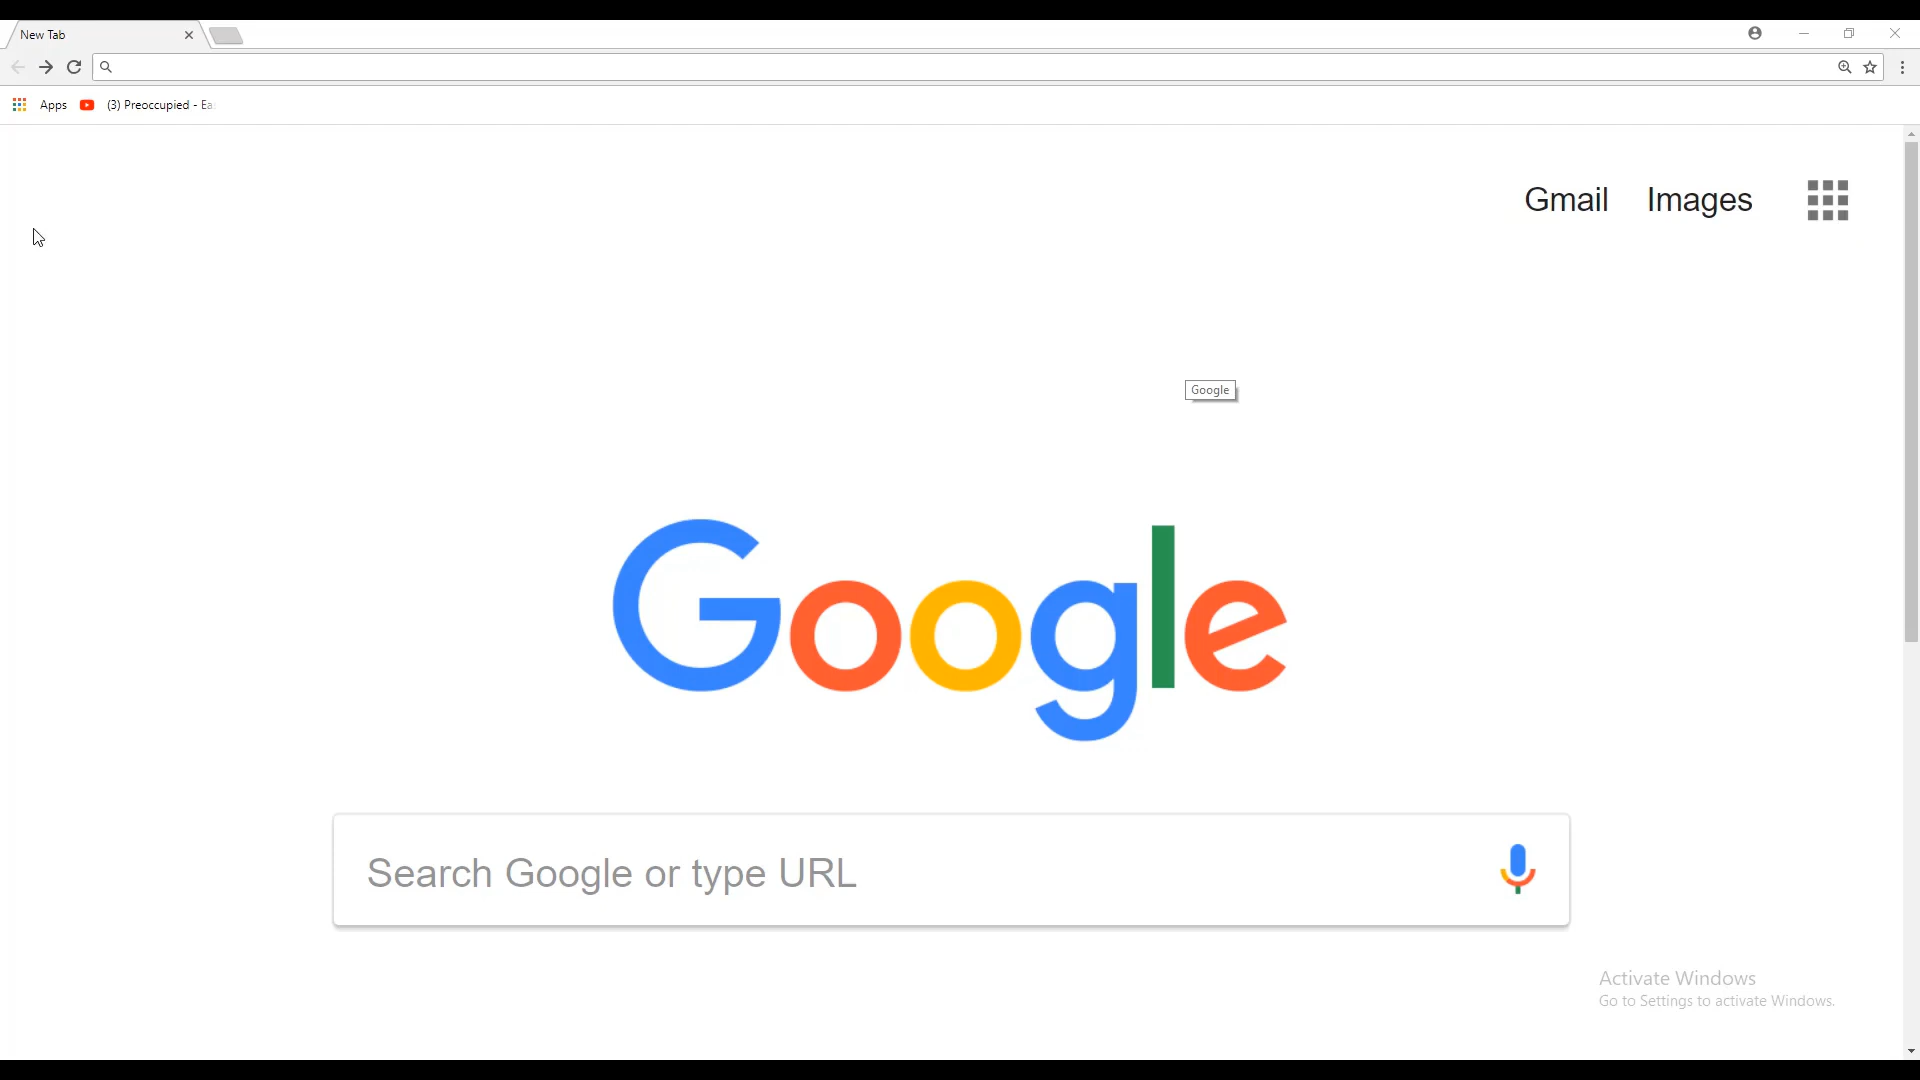 New Tab
Apps
(3) Preoccupied - Ea
Gmail
Images
Google
Google
Search Google or type URL
Activate Windows
Go to Settings to activate Windows.